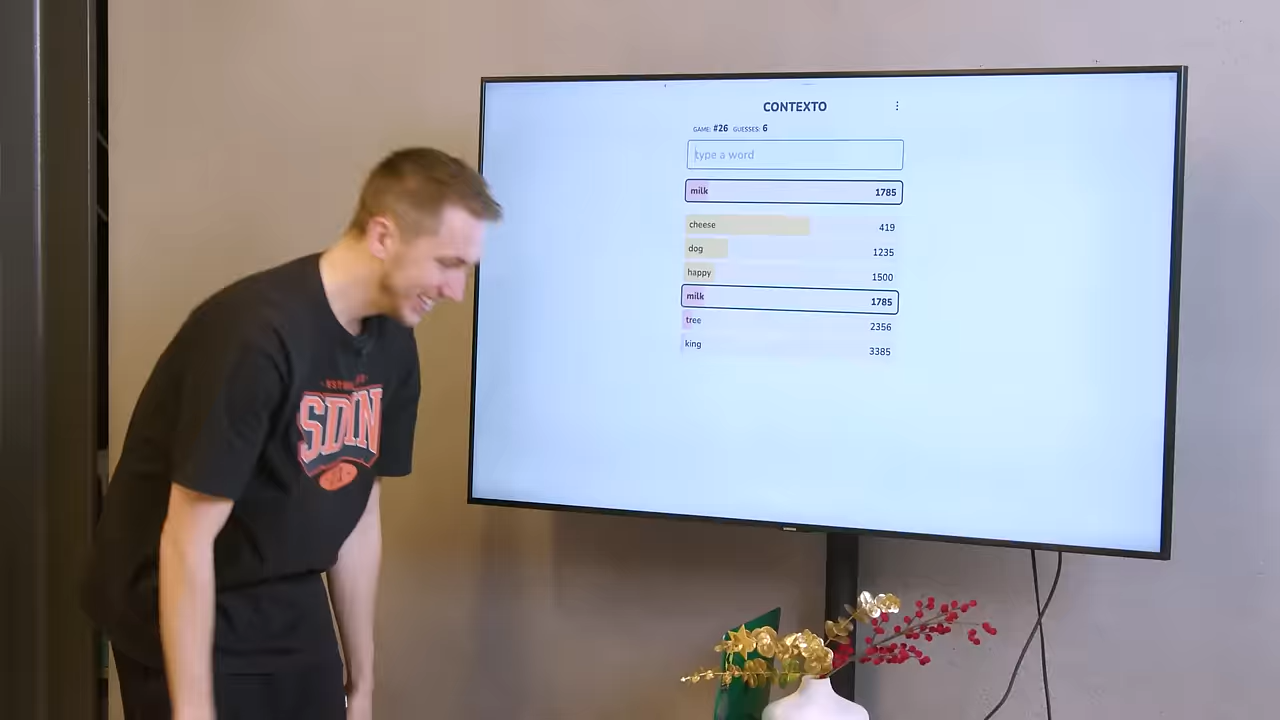 CONTEXTO
GAME: #26 GUESSES: 6
type a word
milk 1785
cheese 419
dog 1235
happy 1500
milk 1785
tree 2356
king 3385
SDMN